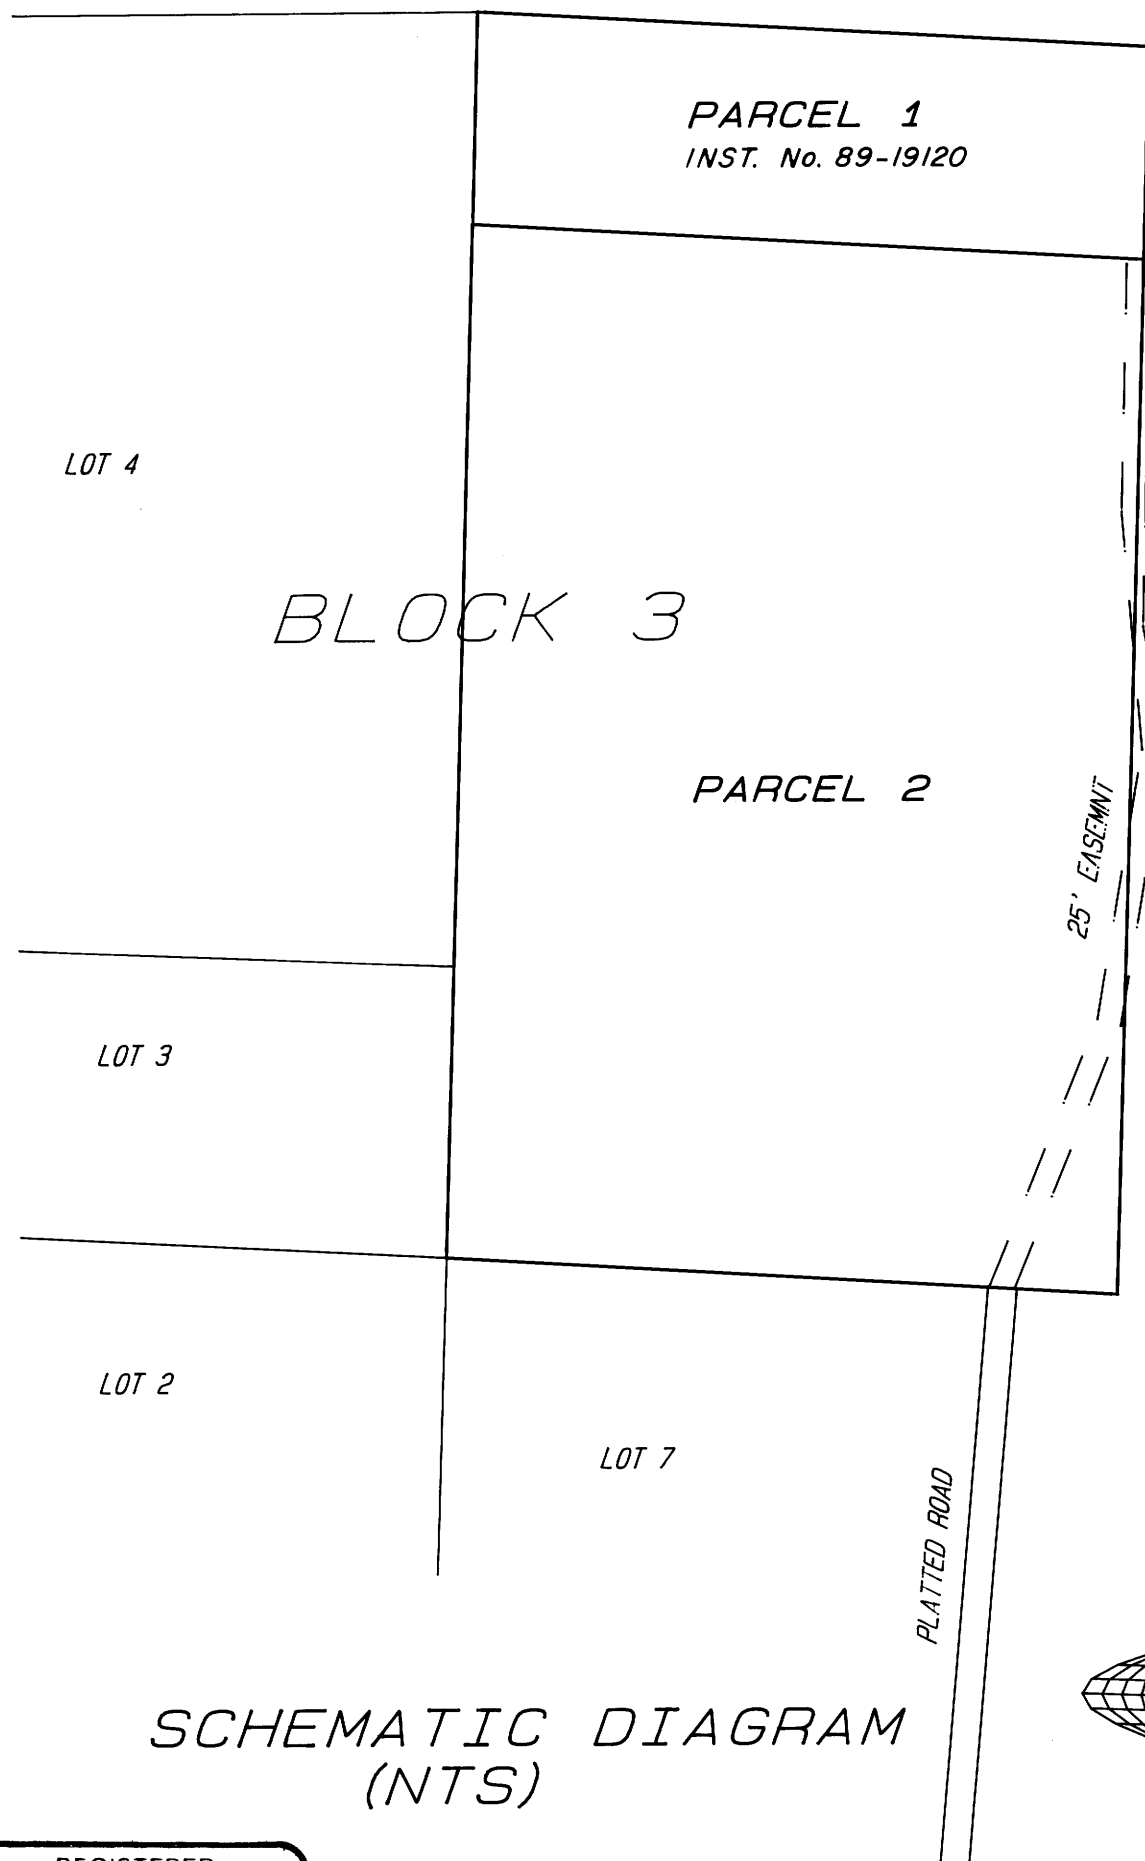 PARCEL 1
INST. No. 89-19120
LOT 4
BLOCK 3
PARCEL 2
25' EASEMNT
LOT 3
LOT 2
LOT 7
PLATTED ROAD
SCHEMATIC DIAGRAM
(NTS)
REGISTERED